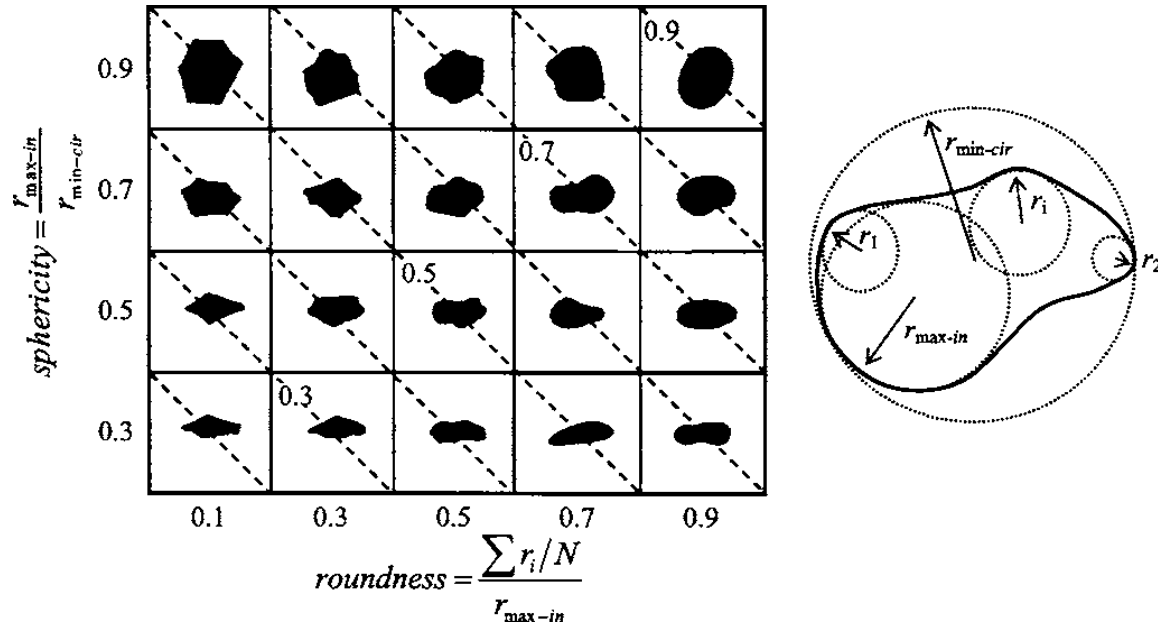 0.9
0.7
0.5
0.3
sphericity = r_max-in / r_min-cir
0.9
0.7
0.5
0.3
0.1 0.3 0.5 0.7 0.9
roundness = ∑ r_i/N / r_max-in
r_min-cir
r_i
r_1
r_2
r_max-in